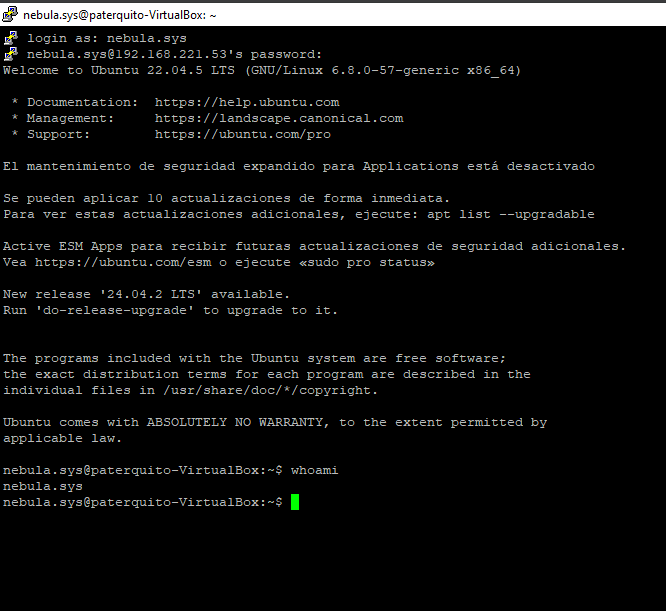 nebula.sys@paterquito-VirtualBox: ~
login as: nebula.sys
nebula.sys@192.168.221.53's password:
Welcome to Ubuntu 22.04.5 LTS (GNU/Linux 6.8.0-57-generic x86_64)
* Documentation:  https://help.ubuntu.com
* Management:     https://landscape.canonical.com
* Support:        https://ubuntu.com/pro
El mantenimiento de seguridad expandido para Applications está desactivado
Se pueden aplicar 10 actualizaciones de forma inmediata.
Para ver estas actualizaciones adicionales, ejecute: apt list --upgradable
Active ESM Apps para recibir futuras actualizaciones de seguridad adicionales.
Vea https://ubuntu.com/esm o ejecute «sudo pro status»
New release '24.04.2 LTS' available.
Run 'do-release-upgrade' to upgrade to it.
The programs included with the Ubuntu system are free software;
the exact distribution terms for each program are described in the
individual files in /usr/share/doc/*/copyright.
Ubuntu comes with ABSOLUTELY NO WARRANTY, to the extent permitted by
applicable law.
nebula.sys@paterquito-VirtualBox:~$ whoami
nebula.sys
nebula.sys@paterquito-VirtualBox:~$